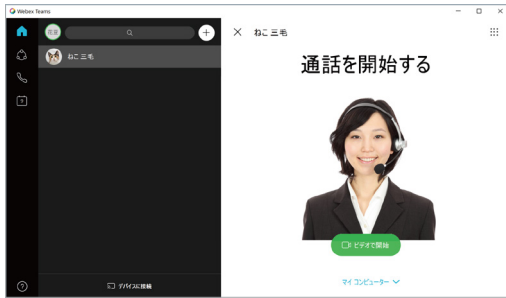 Webex Teams
花漾
ねこ 三毛
デバイスに接続
ねこ 三毛
通話を開始する
ビデオで開始
マイ コンピューター